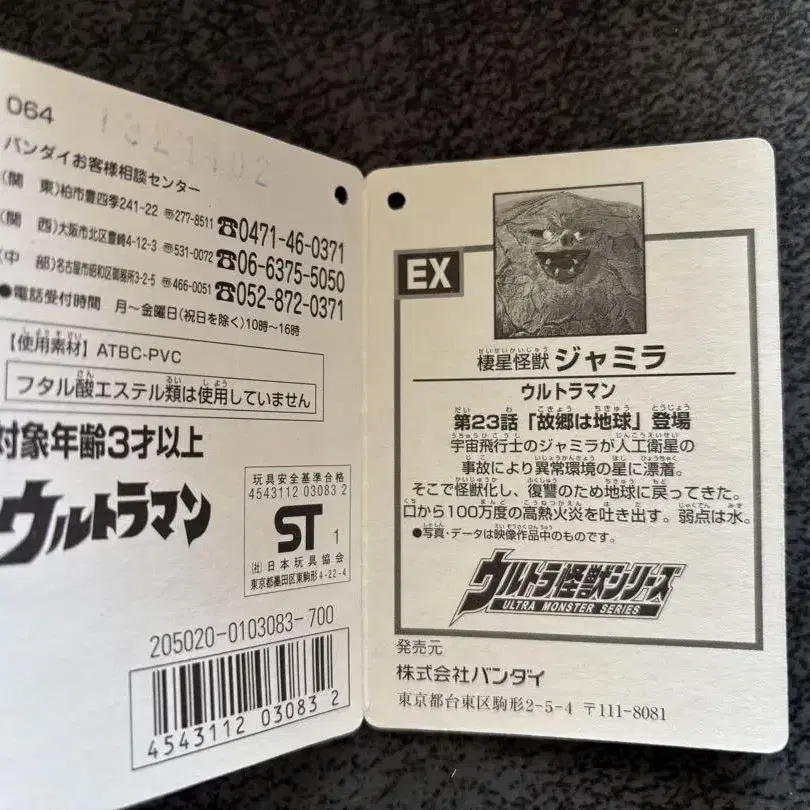 064
1321402
バンダイお客様相談センター
(関 東)柏市豊四季241-22 〒277-8511 ☎0471-46-0371
(関 西)大阪市北区豊崎4-12-3 〒531-0072 ☎06-6375-5050
(中 部)名古屋市昭和区御器所3-2-5 〒466-0051 ☎052-872-0371
●電話受付時間 月〜金曜日(祝日を除く)10時〜16時
【使用素材】ATBC-PVC
フタル酸エステル類は使用していません
対象年齢3才以上
ウルトラマン
玩具安全基準合格
4543112 03083 2
ST 1
(社)日本玩具協会
東京都墨田区東駒形4-22-4
205020-0103083-700
4543112 03083 2
EX
棲星怪獣 ジャミラ
ウルトラマン
第23話「故郷は地球」登場
宇宙飛行士のジャミラが人工衛星の
事故により異常環境の星に漂着。
そこで怪獣化し、復讐のため地球に戻ってきた。
口から100万度の高熱火炎を吐き出す。弱点は水。
●写真・データは映像作品中のものです。
ウルトラ怪獣シリーズ
ULTRA MONSTER SERIES
発売元
株式会社バンダイ
東京都台東区駒形2-5-4 〒111-8081